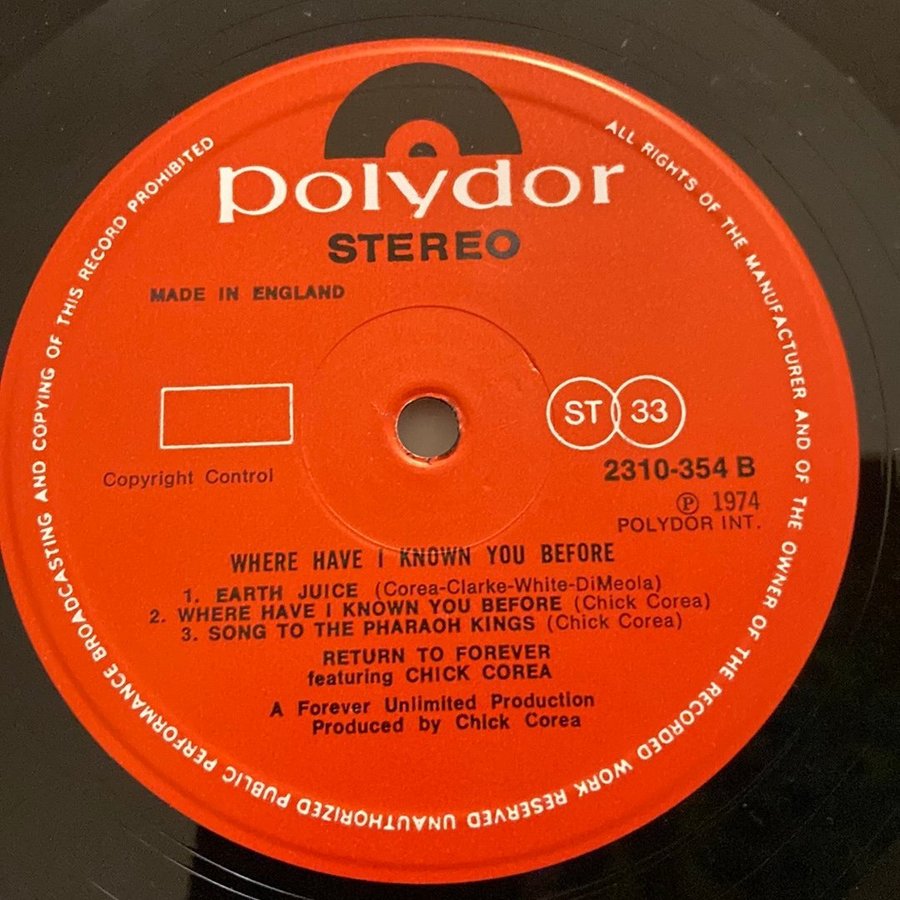 polydor
STEREO
MADE IN ENGLAND
ST 33
Copyright Control
2310-354 B
℗ 1974
POLYDOR INT.
WHERE HAVE I KNOWN YOU BEFORE
1. EARTH JUICE (Corea-Clarke-White-DiMeola)
2. WHERE HAVE I KNOWN YOU BEFORE (Chick Corea)
3. SONG TO THE PHARAOH KINGS (Chick Corea)
RETURN TO FOREVER
featuring CHICK COREA
A Forever Unlimited Production
Produced by Chick Corea
ALL RIGHTS OF THE MANUFACTURER AND OF THE OWNER OF THE RECORDED WORK RESERVED UNAUTHORIZED PUBLIC PERFORMANCE BROADCASTING AND COPYING OF THIS RECORD PROHIBITED